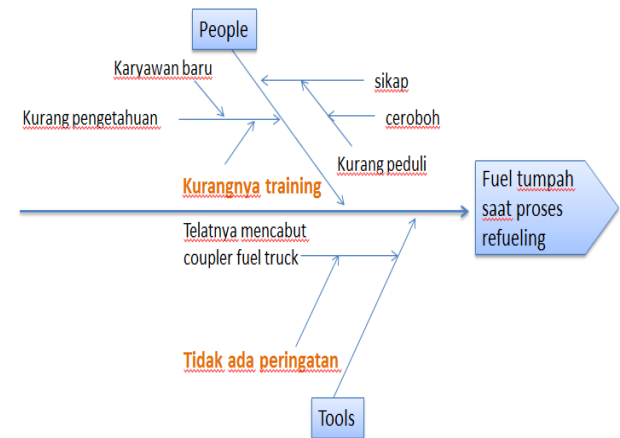 People
Karyawan baru
sikap
Kurang pengetahuan
ceroboh
Kurang peduli
Kurangnya training
Fuel tumpah
saat proses
refueling
Telatnya mencabut
coupler fuel truck
Tidak ada peringatan
Tools